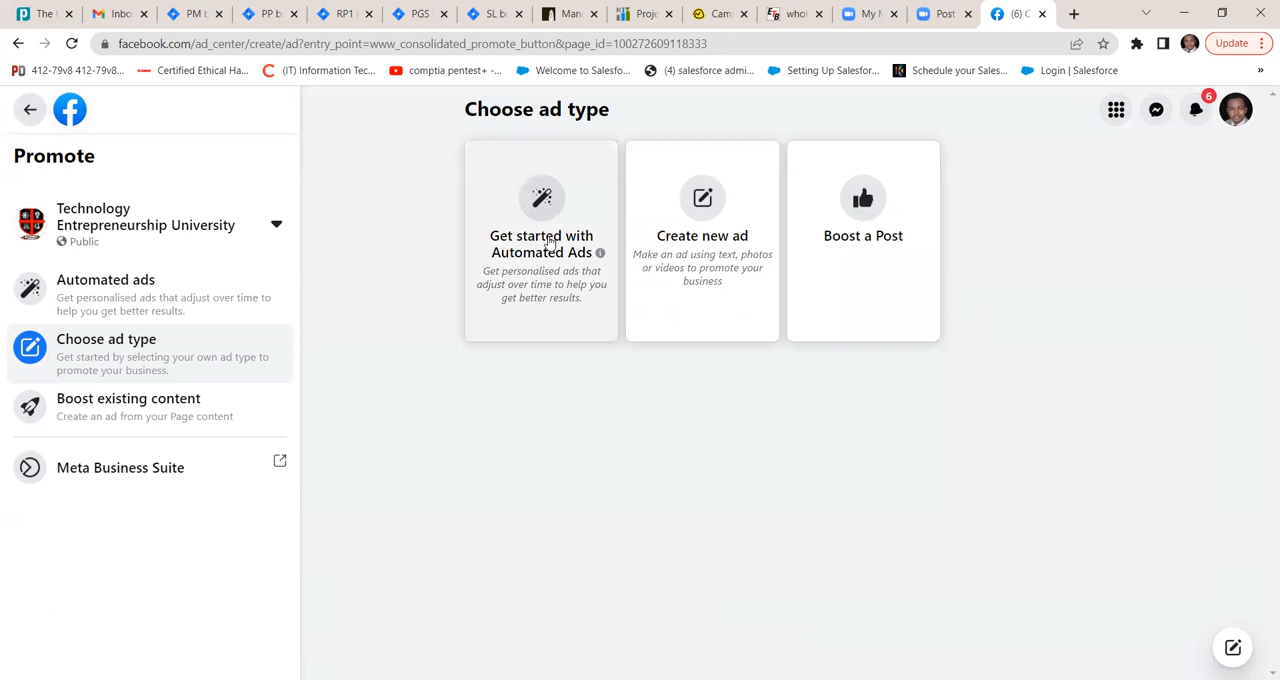 The
Inbo
PM b
PP b
RP1
PGS
SL b
Man
Proje
Cam
whol
My M
Post
(6)
facebook.com/ad_center/create/ad?entry_point=www_consolidated_promote_button&page_id=100272609118333
Update
PD 412-79v8 412-79v8...
Certified Ethical Ha...
(IT) Information Tec...
comptia pentest+ -...
Welcome to Salesfo...
(4) salesforce admi...
Setting Up Salesfor...
Schedule your Sales...
Login | Salesforce
»
Choose ad type
6
Promote
Technology
Entrepreneurship University
Public
Automated ads
Get personalised ads that adjust over time to
help you get better results.
Choose ad type
Get started by selecting your own ad type to
promote your business.
Boost existing content
Create an ad from your Page content
Meta Business Suite
Get started with
Automated Ads
Get personalised ads that
adjust over time to help you
get better results.
Create new ad
Make an ad using text, photos
or videos to promote your
business
Boost a Post